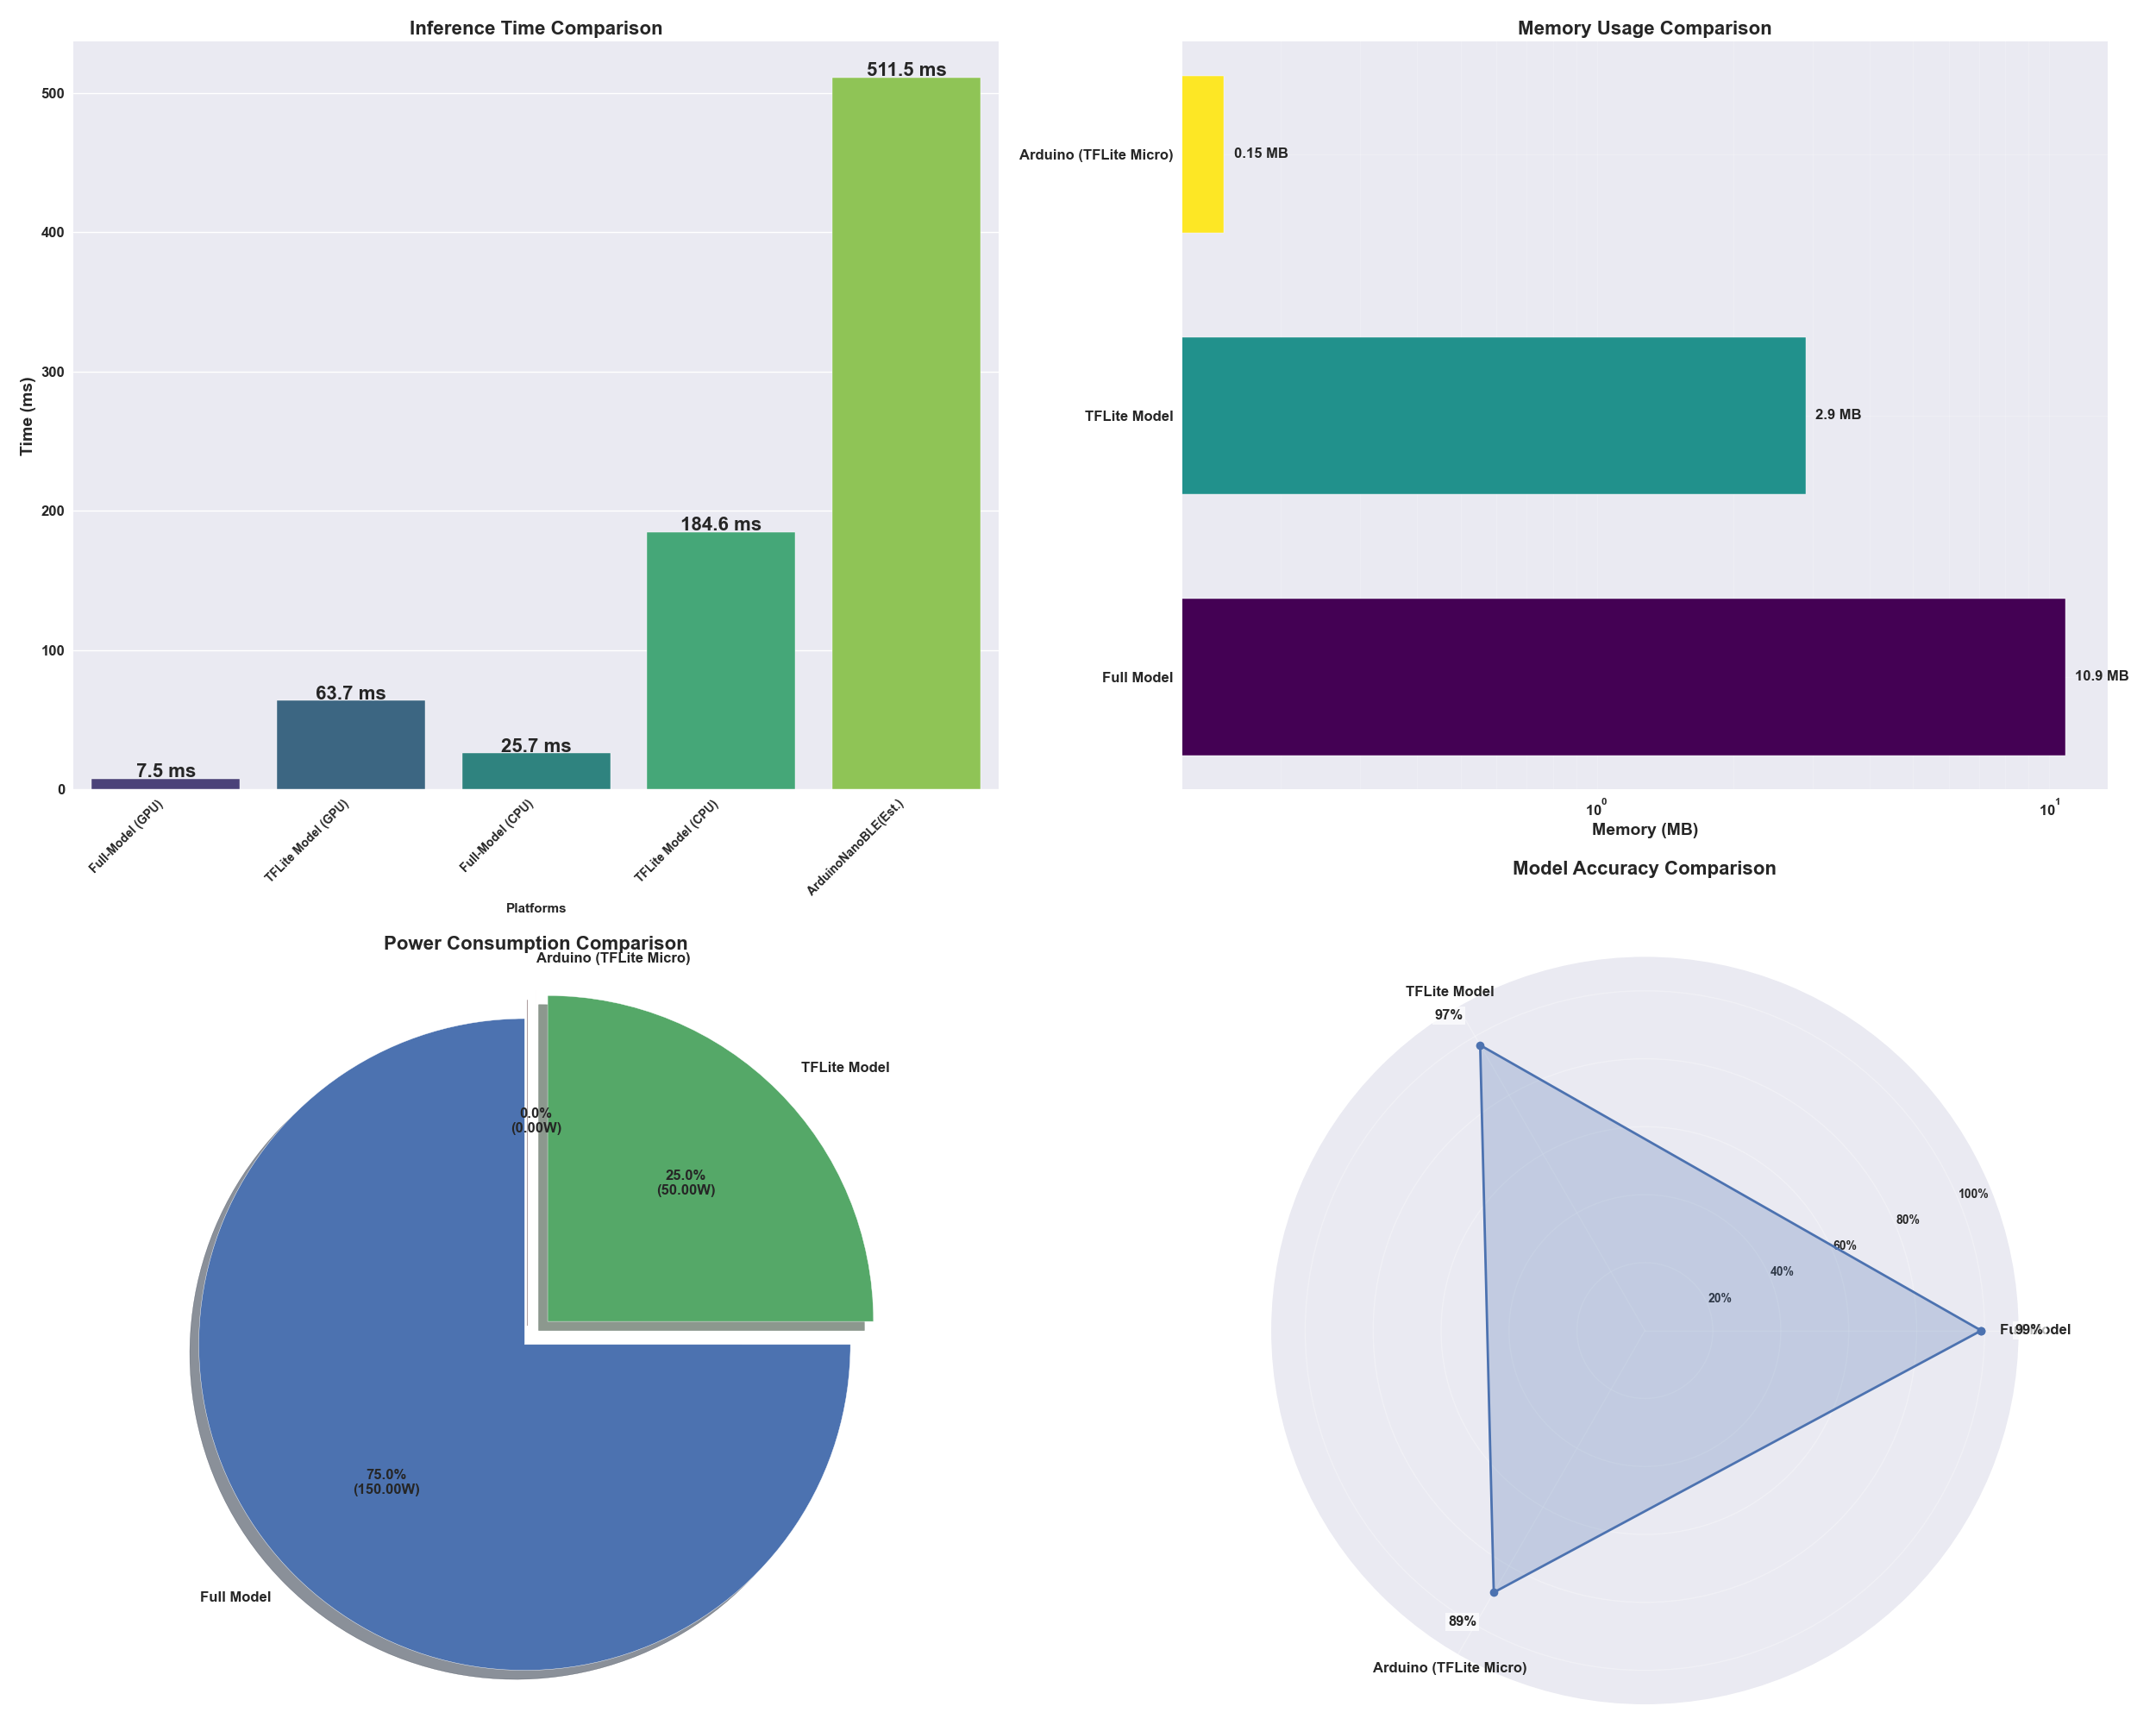 Inference Time Comparison
Time (ms)
500
400
300
200
100
0
7.5 ms
63.7 ms
25.7 ms
184.6 ms
511.5 ms
Full-Model (GPU)
TFLite Model (GPU)
Full-Model (CPU)
TFLite Model (CPU)
ArduinoNanoBLE(Est.)
Platforms
Memory Usage Comparison
Arduino (TFLite Micro)
0.15 MB
TFLite Model
2.9 MB
Full Model
10.9 MB
10⁰
10¹
Memory (MB)
Power Consumption Comparison
Arduino (TFLite Micro)
TFLite Model
0.0%
(0.00W)
25.0%
(50.00W)
75.0%
(150.00W)
Full Model
Model Accuracy Comparison
TFLite Model
97%
100%
80%
60%
40%
20%
99%
89%
Arduino (TFLite Micro)